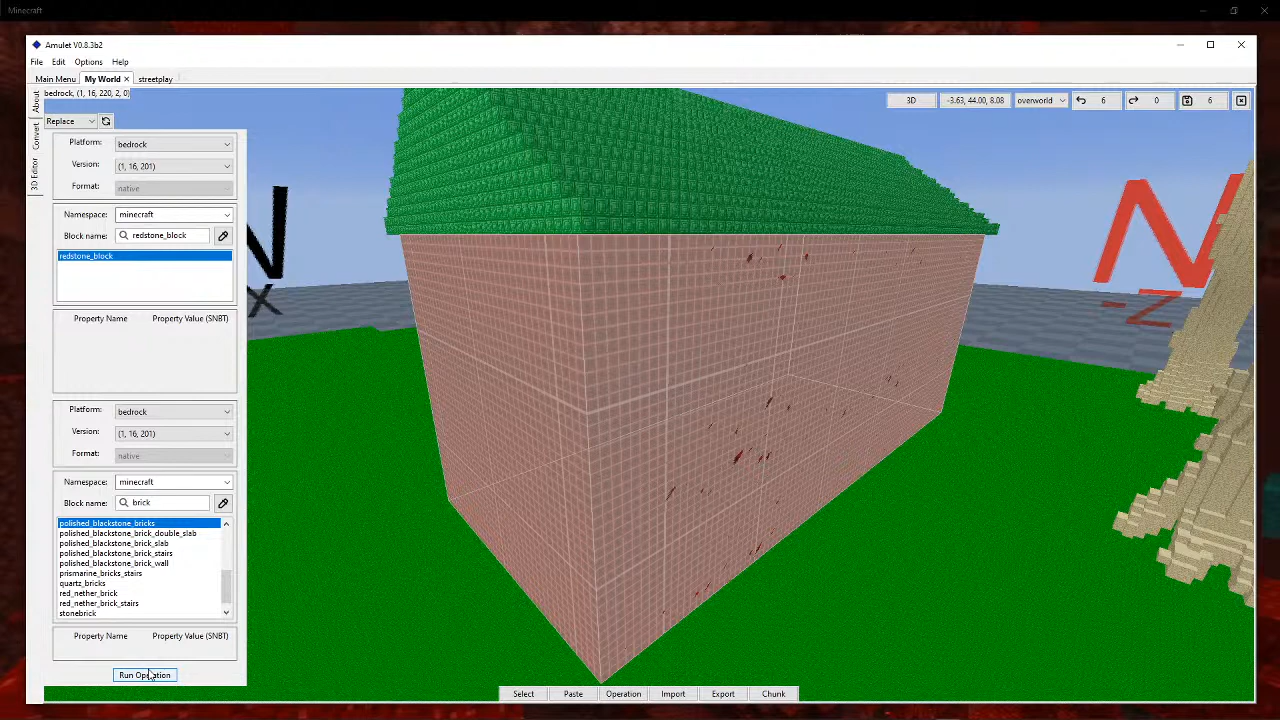 Minecraft
Amulet V0.8.3b2
File Edit Options Help
Main Menu My World × streetplay
bedrock, (1, 16, 220, 2, 0)
3D -3.63, 44.00, 8.08 overworld 6 0 6
About
Convert
3D Editor
Replace
Platform: bedrock
Version: (1, 16, 201)
Format: native
Namespace: minecraft
Block name: redstone_block
redstone_block
Property Name Property Value (SNBT)
Platform: bedrock
Version: (1, 16, 201)
Format: native
Namespace: minecraft
Block name: brick
polished_blackstone_bricks
polished_blackstone_brick_double_slab
polished_blackstone_brick_slab
polished_blackstone_brick_stairs
polished_blackstone_brick_wall
prismarine_bricks_stairs
quartz_bricks
red_nether_brick
red_nether_brick_stairs
stonebrick
Property Name Property Value (SNBT)
Run Operation
Select Paste Operation Import Export Chunk
N
X
N
Z